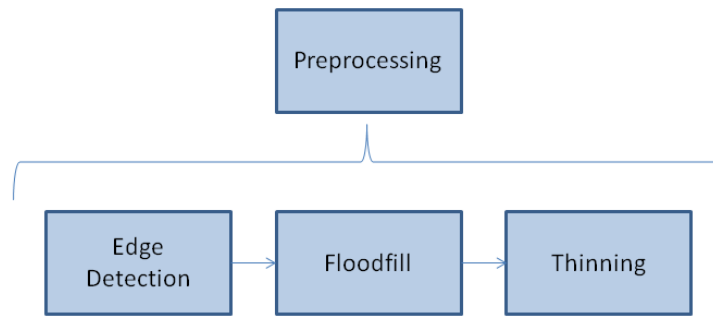 Preprocessing
Edge
Detection
Floodfill
Thinning